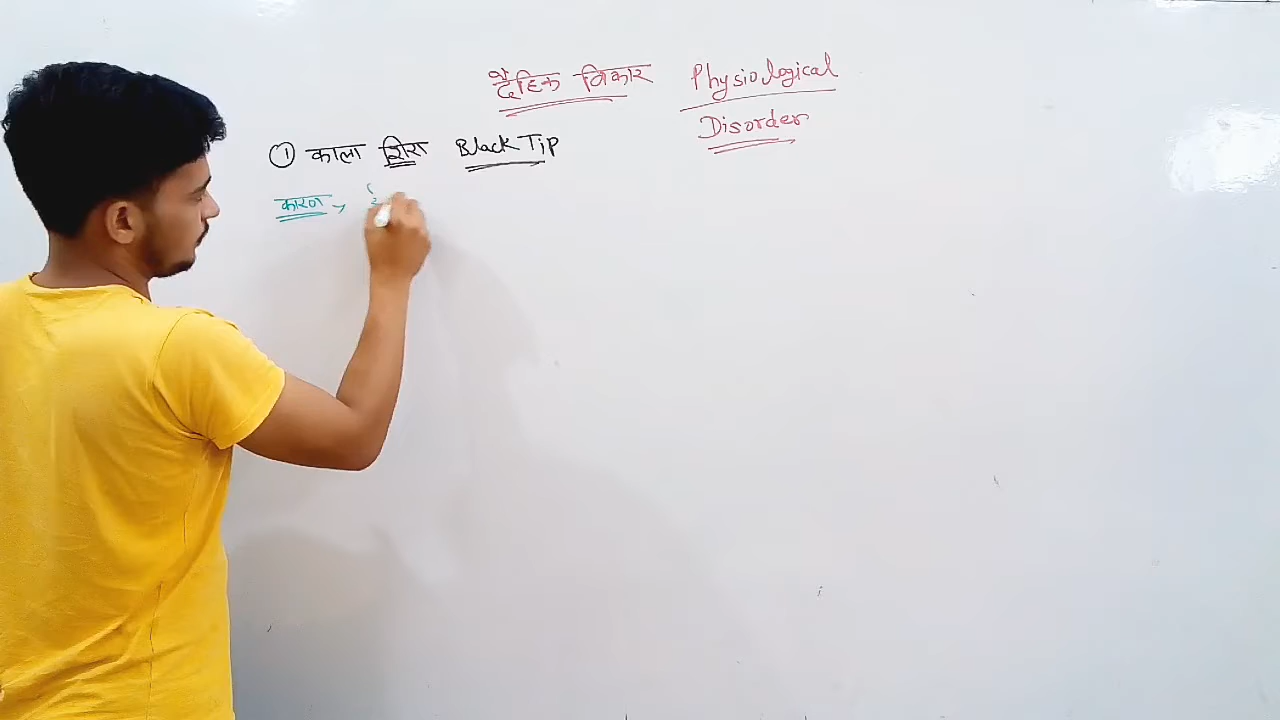 दैहिक विकार Physiological
Disorder
① काला शिरा Black Tip
कारण →